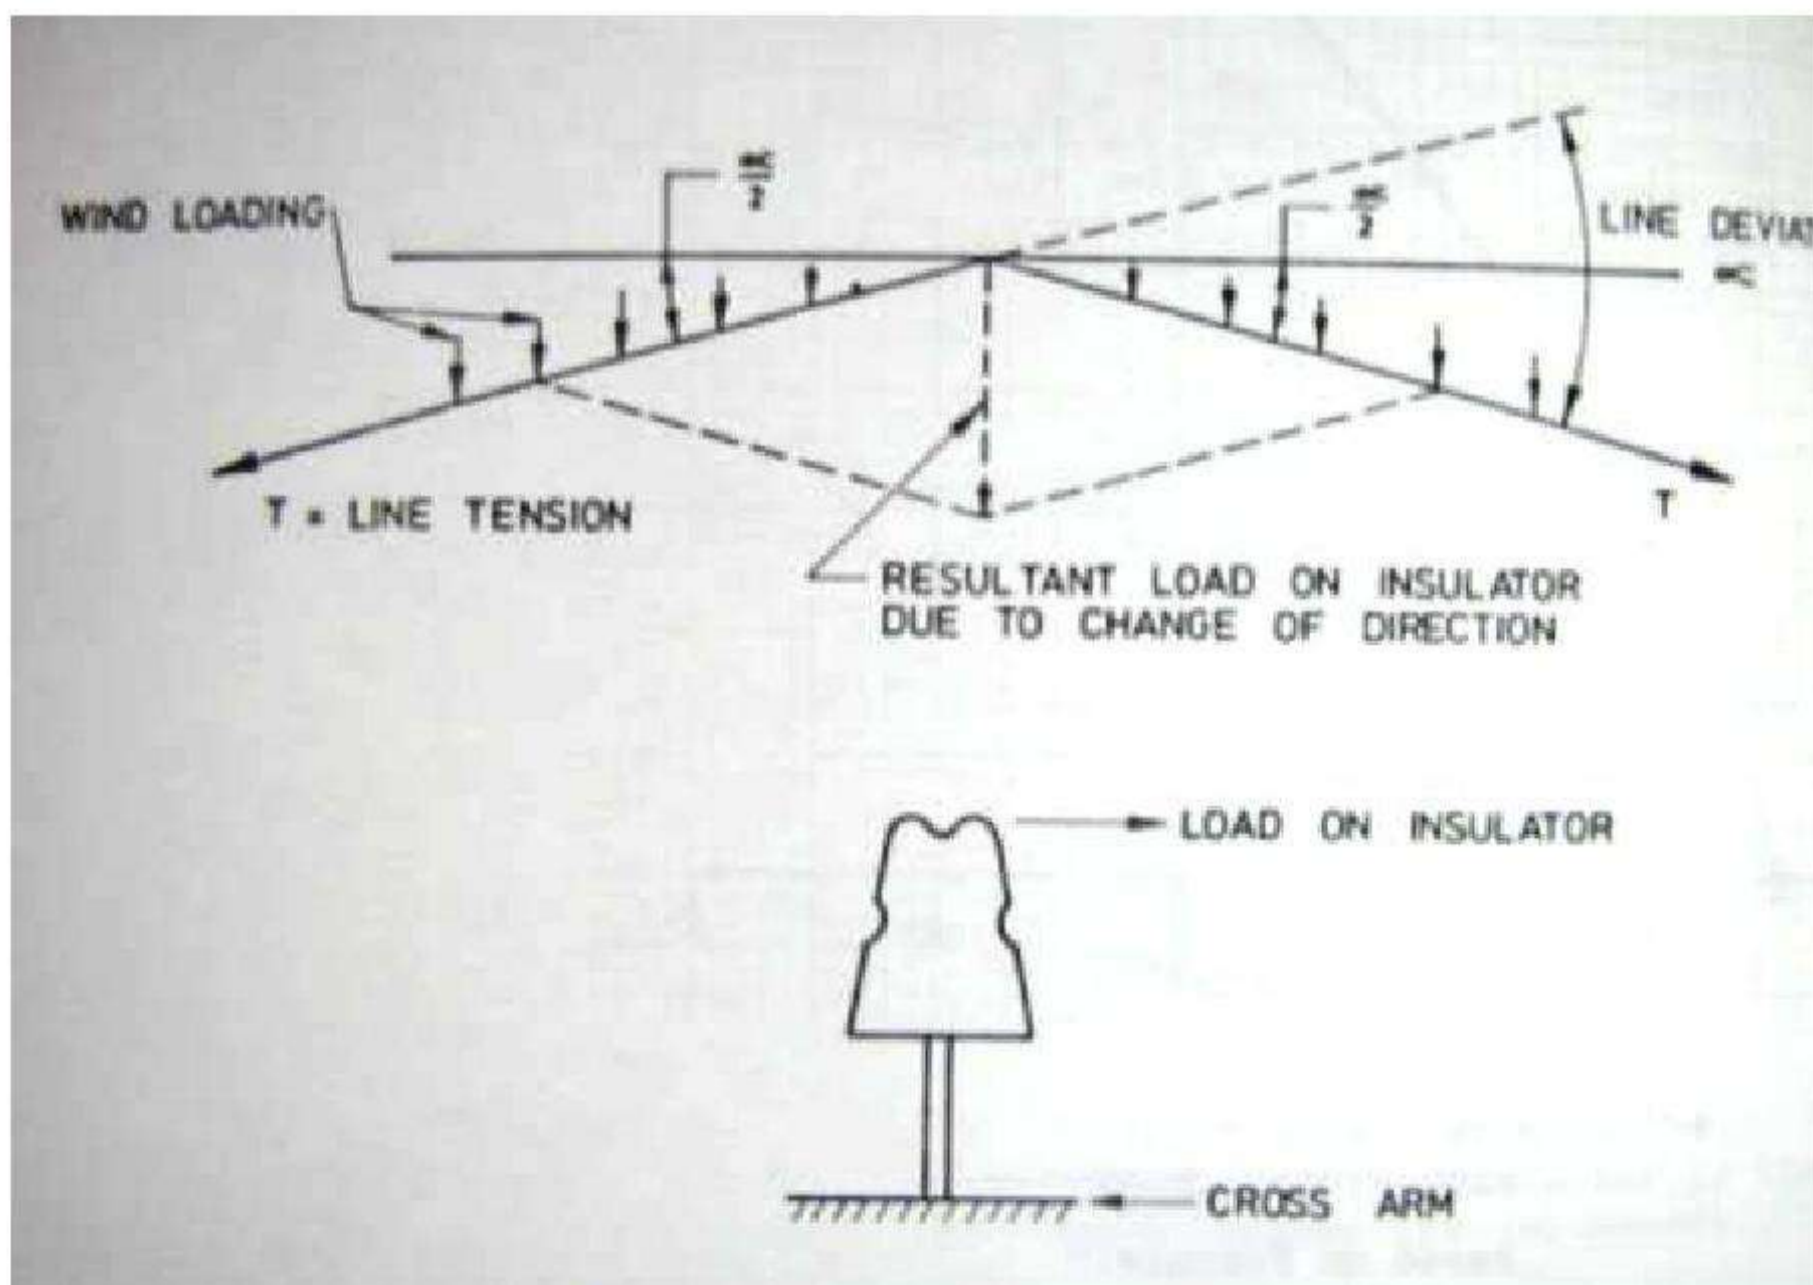 WIND LOADING
2
2
LINE DEVIAT
T = LINE TENSION
T
RESULTANT LOAD ON INSULATOR
DUE TO CHANGE OF DIRECTION
LOAD ON INSULATOR
CROSS ARM